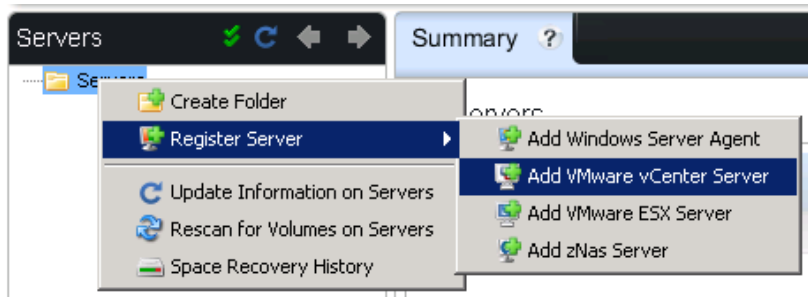 Servers
Summary ?
Create Folder
Register Server
Add Windows Server Agent
Add VMware vCenter Server
Update Information on Servers
Add VMware ESX Server
Rescan for Volumes on Servers
Add zNas Server
Space Recovery History